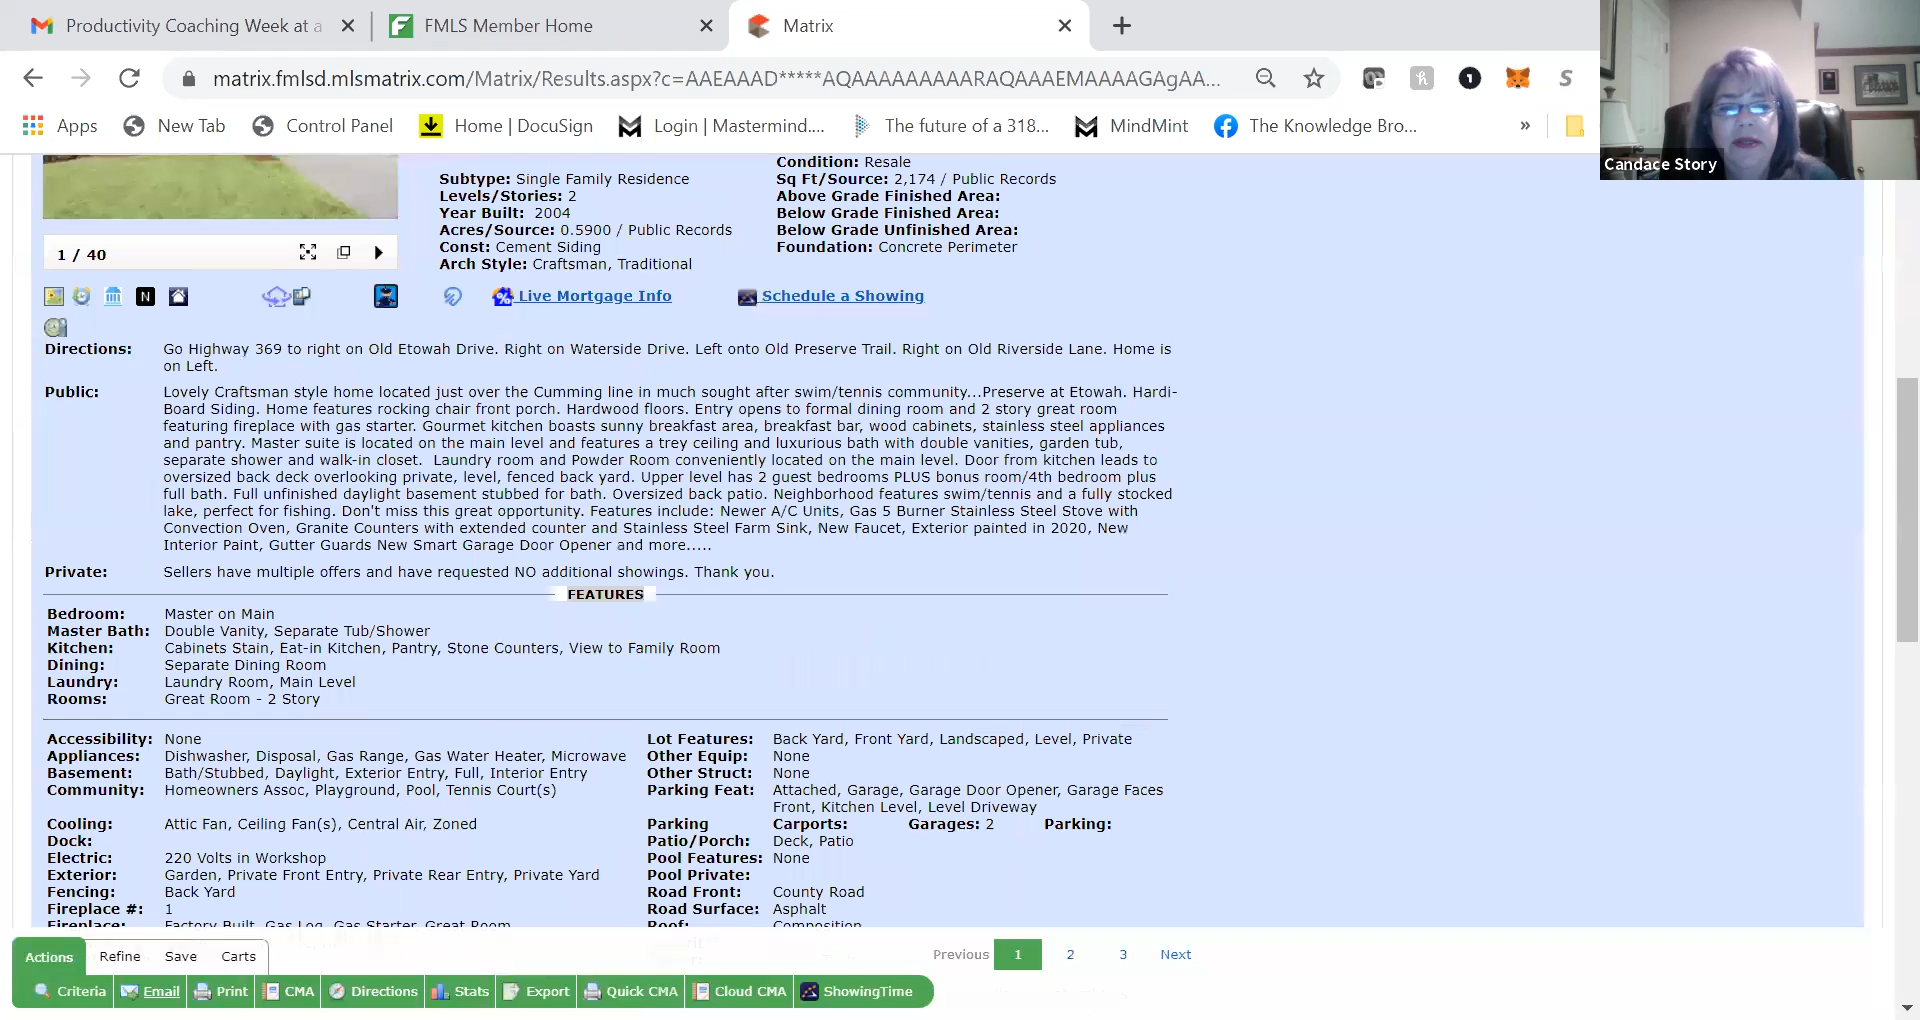 Productivity Coaching Week at a
FMLS Member Home
Matrix
matrix.fmlsd.mlsmatrix.com/Matrix/Results.aspx?c=AAEAAAD*****AQAAAAAAAAARAQAAAEMAAAAGAgAA...
Apps
New Tab
Control Panel
Home | DocuSign
Login | Mastermind....
The future of a 318...
MindMint
The Knowledge Bro...
»
Candace Story
Condition: Resale
Subtype: Single Family Residence
Sq Ft/Source: 2,174 / Public Records
Levels/Stories: 2
Above Grade Finished Area:
Year Built: 2004
Below Grade Finished Area:
Acres/Source: 0.5900 / Public Records
Below Grade Unfinished Area:
Const: Cement Siding
Foundation: Concrete Perimeter
Arch Style: Craftsman, Traditional
1 / 40
N
Live Mortgage Info
Schedule a Showing
Directions: Go Highway 369 to right on Old Etowah Drive. Right on Waterside Drive. Left onto Old Preserve Trail. Right on Old Riverside Lane. Home is
on Left.
Public: Lovely Craftsman style home located just over the Cumming line in much sought after swim/tennis community...Preserve at Etowah. Hardi-
Board Siding. Home features rocking chair front porch. Hardwood floors. Entry opens to formal dining room and 2 story great room
featuring fireplace with gas starter. Gourmet kitchen boasts sunny breakfast area, breakfast bar, wood cabinets, stainless steel appliances
and pantry. Master suite is located on the main level and features a trey ceiling and luxurious bath with double vanities, garden tub,
separate shower and walk-in closet. Laundry room and Powder Room conveniently located on the main level. Door from kitchen leads to
oversized back deck overlooking private, level, fenced back yard. Upper level has 2 guest bedrooms PLUS bonus room/4th bedroom plus
full bath. Full unfinished daylight basement stubbed for bath. Oversized back patio. Neighborhood features swim/tennis and a fully stocked
lake, perfect for fishing. Don't miss this great opportunity. Features include: Newer A/C Units, Gas 5 Burner Stainless Steel Stove with
Convection Oven, Granite Counters with extended counter and Stainless Steel Farm Sink, New Faucet, Exterior painted in 2020, New
Interior Paint, Gutter Guards New Smart Garage Door Opener and more.....
Private: Sellers have multiple offers and have requested NO additional showings. Thank you.
FEATURES
Bedroom: Master on Main
Master Bath: Double Vanity, Separate Tub/Shower
Kitchen: Cabinets Stain, Eat-in Kitchen, Pantry, Stone Counters, View to Family Room
Dining: Separate Dining Room
Laundry: Laundry Room, Main Level
Rooms: Great Room - 2 Story
Accessibility: None
Appliances: Dishwasher, Disposal, Gas Range, Gas Water Heater, Microwave
Basement: Bath/Stubbed, Daylight, Exterior Entry, Full, Interior Entry
Community: Homeowners Assoc, Playground, Pool, Tennis Court(s)
Cooling: Attic Fan, Ceiling Fan(s), Central Air, Zoned
Dock:
Electric: 220 Volts in Workshop
Exterior: Garden, Private Front Entry, Private Rear Entry, Private Yard
Fencing: Back Yard
Fireplace #: 1
Fireplace: Factory Built, Gas Log, Gas Starter, Great Room
Lot Features: Back Yard, Front Yard, Landscaped, Level, Private
Other Equip: None
Other Struct: None
Parking Feat: Attached, Garage, Garage Door Opener, Garage Faces
Front, Kitchen Level, Level Driveway
Parking Carports: Garages: 2 Parking:
Patio/Porch: Deck, Patio
Pool Features: None
Pool Private:
Road Front: County Road
Road Surface: Asphalt
Roof: Composition
Actions Refine Save Carts
Previous 1 2 3 Next
Criteria Email Print CMA Directions Stats Export Quick CMA Cloud CMA ShowingTime